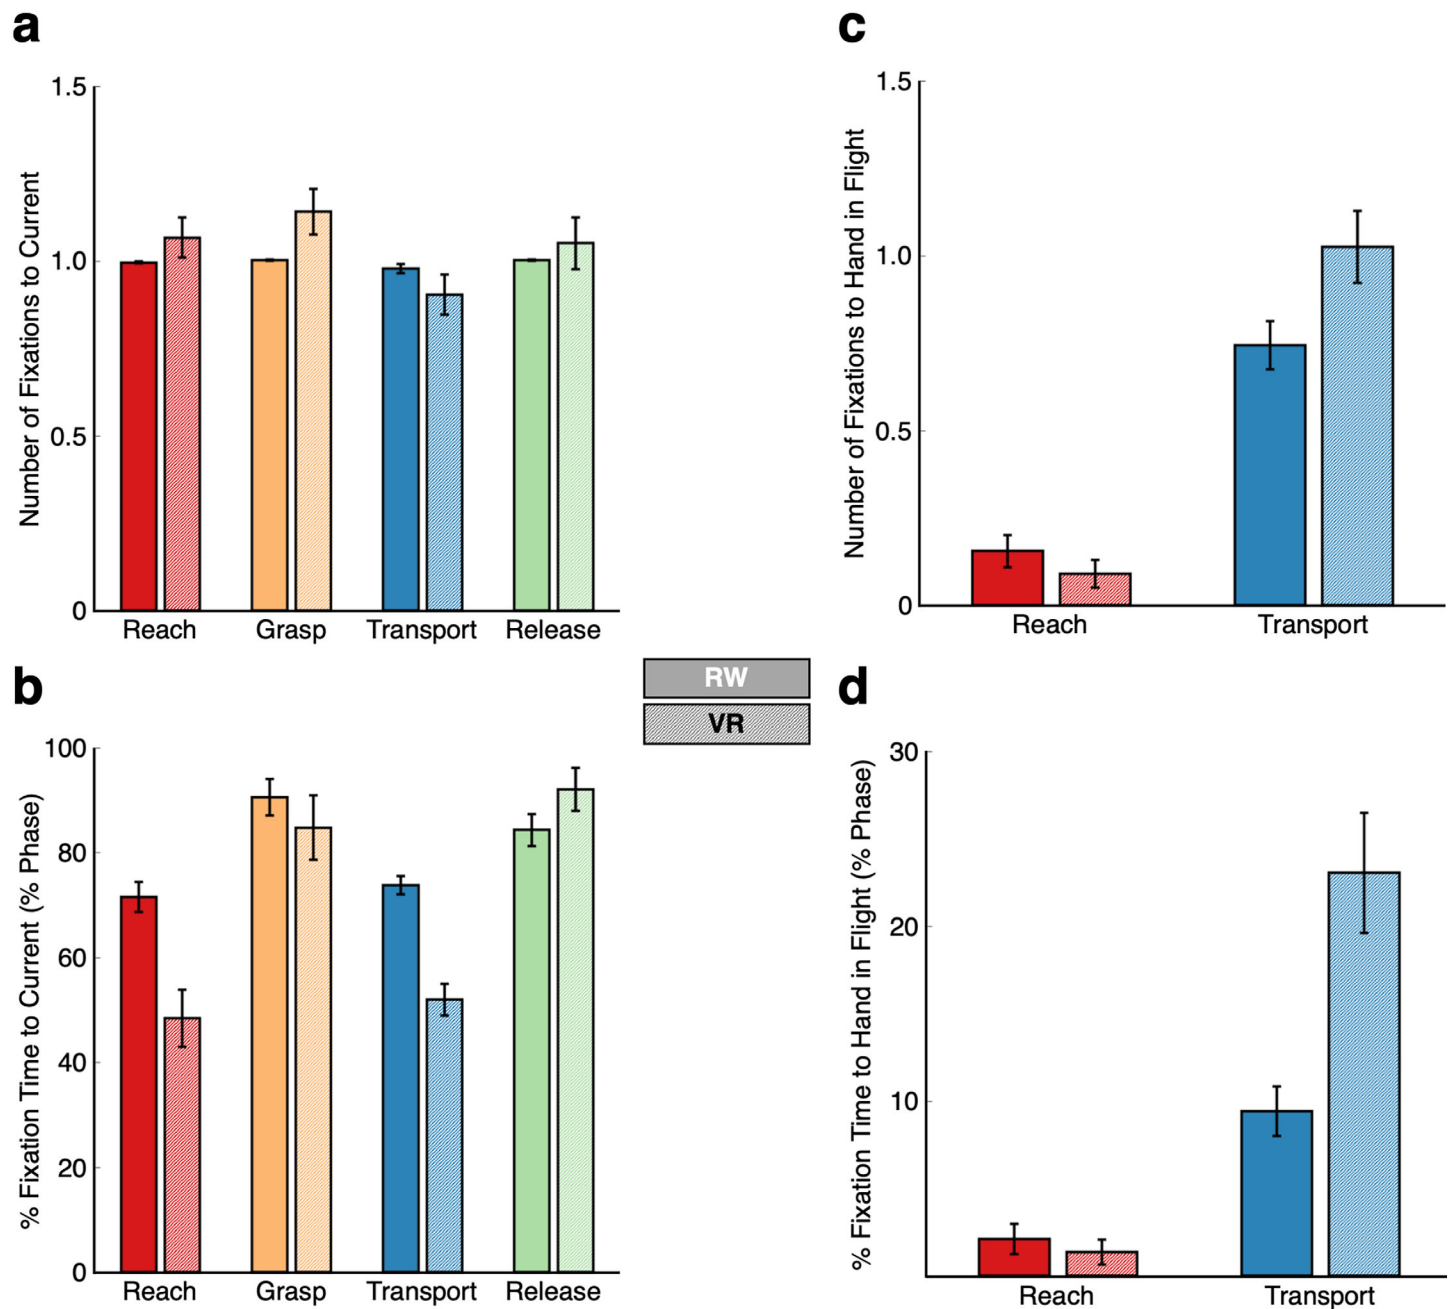 a
Number of Fixations to Current
1.5
1.0
0.5
0
Reach Grasp Transport Release
c
Number of Fixations to Hand in Flight
1.5
1.0
0.5
0
Reach Transport
RW
VR
b
% Fixation Time to Current (% Phase)
100
80
60
40
20
0
Reach Grasp Transport Release
d
% Fixation Time to Hand in Flight (% Phase)
30
20
10
Reach Transport